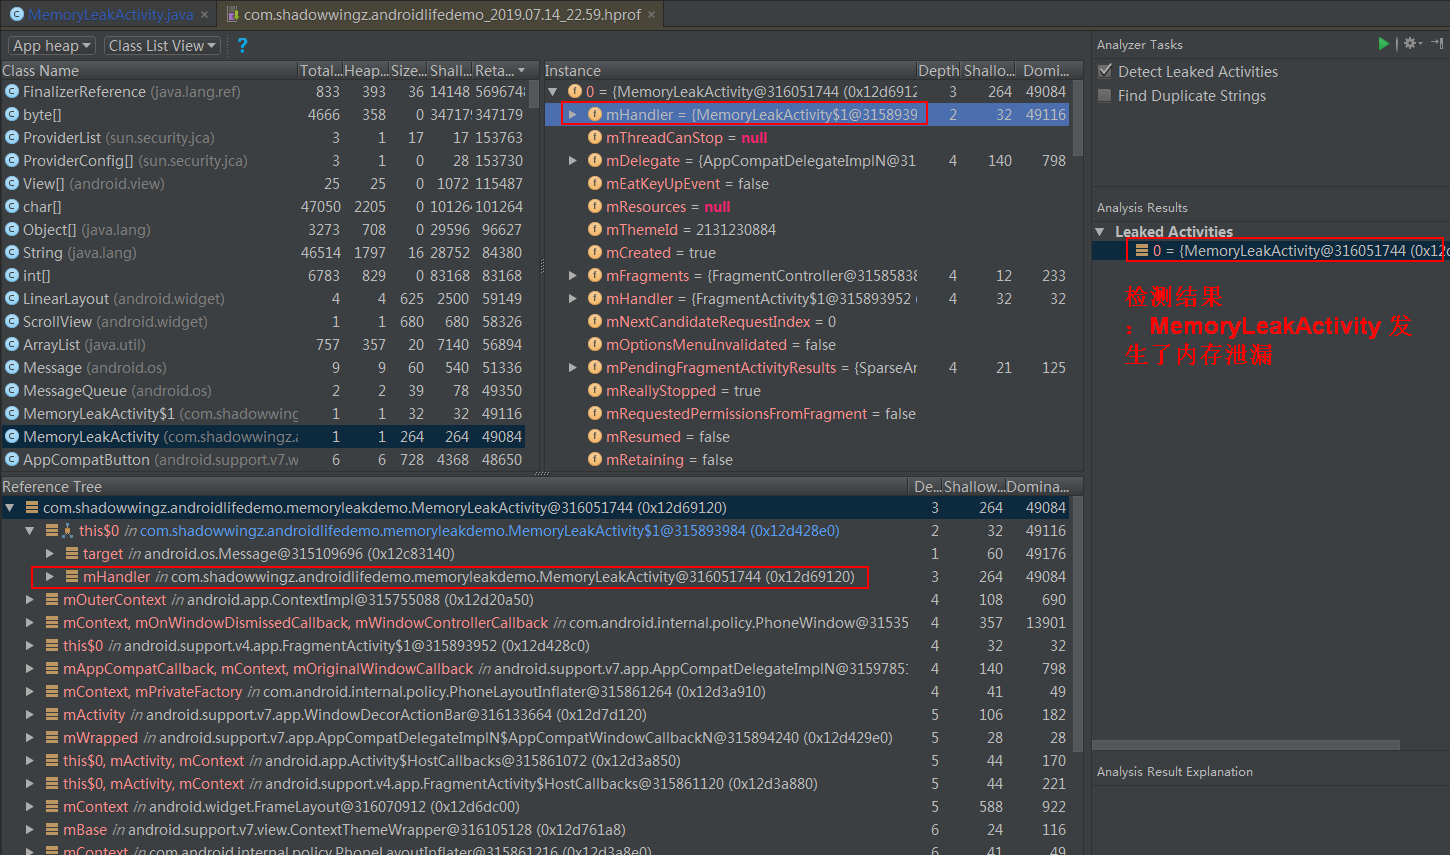 MemoryLeakActivity.java
com.shadowwingz.androidlifedemo_2019.07.14_22.59.hprof
App heap Class List View ?
Class Name Total... Heap... Size... Shall... Reta...
FinalizerReference (java.lang.ref) 833 393 36 14148 5696748
byte[] 4666 358 0 347179 347179
ProviderList (sun.security.jca) 3 1 17 17 153763
ProviderConfig[] (sun.security.jca) 3 1 0 28 153730
View[] (android.view) 25 25 0 1072 115487
char[] 47050 2205 0 101264 101264
Object[] (java.lang) 3273 708 0 29596 96627
String (java.lang) 46514 1797 16 28752 84380
int[] 6783 829 0 83168 83168
LinearLayout (android.widget) 4 4 625 2500 59149
ScrollView (android.widget) 1 1 680 680 58326
ArrayList (java.util) 757 357 20 7140 56894
Message (android.os) 9 9 60 540 51336
MessageQueue (android.os) 2 2 39 78 49350
MemoryLeakActivity$1 (com.shadowwing 1 1 32 32 49116
MemoryLeakActivity (com.shadowwingz.a 1 1 264 264 49084
AppCompatButton (android.support.v7.w 6 6 728 4368 48650
Instance Depth Shallo... Domi...
0 = {MemoryLeakActivity@316051744 (0x12d6912 3 264 49084
mHandler = {MemoryLeakActivity$1@3158939 2 32 49116
mThreadCanStop = null
mDelegate = {AppCompatDelegateImplN@31 4 140 798
mEatKeyUpEvent = false
mResources = null
mThemeId = 2131230884
mCreated = true
mFragments = {FragmentController@31585838 4 12 233
mHandler = {FragmentActivity$1@315893952 ( 4 32 32
mNextCandidateRequestIndex = 0
mOptionsMenuInvalidated = false
mPendingFragmentActivityResults = {SparseAr 4 21 125
mReallyStopped = true
mRequestedPermissionsFromFragment = false
mResumed = false
mRetaining = false
Analyzer Tasks
Detect Leaked Activities
Find Duplicate Strings
Analysis Results
Leaked Activities
0 = {MemoryLeakActivity@316051744 (0x12d
检测结果
：MemoryLeakActivity 发
生了内存泄漏
Analysis Result Explanation
Reference Tree De... Shallow... Domina...
com.shadowwingz.androidlifedemo.memoryleakdemo.MemoryLeakActivity@316051744 (0x12d69120) 3 264 49084
this$0 in com.shadowwingz.androidlifedemo.memoryleakdemo.MemoryLeakActivity$1@315893984 (0x12d428e0) 2 32 49116
target in android.os.Message@315109696 (0x12c83140) 1 60 49176
mHandler in com.shadowwingz.androidlifedemo.memoryleakdemo.MemoryLeakActivity@316051744 (0x12d69120) 3 264 49084
mOuterContext in android.app.ContextImpl@315755088 (0x12d20a50) 4 108 690
mContext, mOnWindowDismissedCallback, mWindowControllerCallback in com.android.internal.policy.PhoneWindow@31535 4 357 13901
this$0 in android.support.v4.app.FragmentActivity$1@315893952 (0x12d428c0) 4 32 32
mAppCompatCallback, mContext, mOriginalWindowCallback in android.support.v7.app.AppCompatDelegateImplN@3159785 4 140 798
mContext, mPrivateFactory in com.android.internal.policy.PhoneLayoutInflater@315861264 (0x12d3a910) 4 41 49
mActivity in android.support.v7.app.WindowDecorActionBar@316133664 (0x12d7d120) 5 106 182
mWrapped in android.support.v7.app.AppCompatDelegateImplN$AppCompatWindowCallbackN@315894240 (0x12d429e0) 5 28 28
this$0, mActivity, mContext in android.app.Activity$HostCallbacks@315861072 (0x12d3a850) 5 44 170
this$0, mActivity, mContext in android.support.v4.app.FragmentActivity$HostCallbacks@315861120 (0x12d3a880) 5 44 221
mContext in android.widget.FrameLayout@316070912 (0x12d6dc00) 5 588 922
mBase in android.support.v7.view.ContextThemeWrapper@316105128 (0x12d761a8) 6 24 116
mContext in com.android.internal.policy.PhoneLayoutInflater@315861216 (0x12d3a8e0) 6 41 49